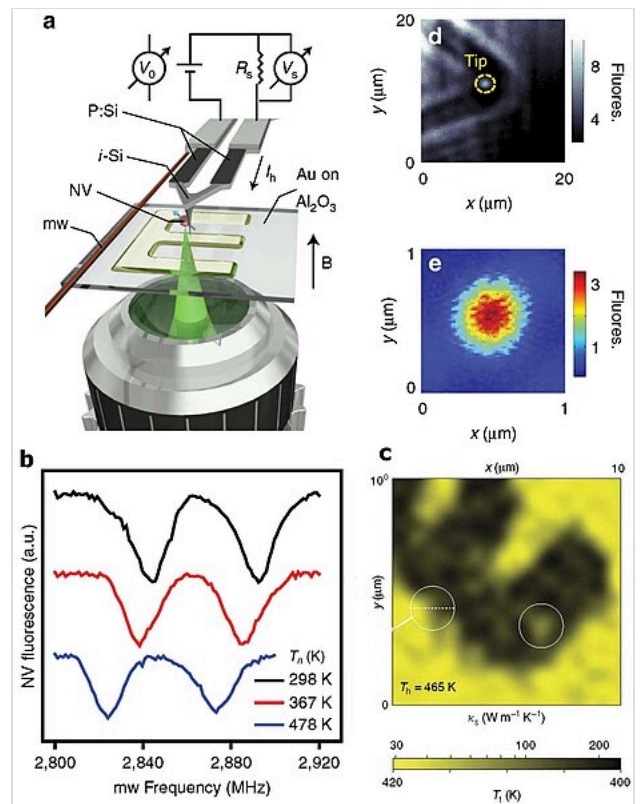 a
V0
Rs
Vs
P:Si
i-Si
Ih
NV
Au on
Al2O3
mw
B
d
20
Tip
y (μm)
0
0
20
x (μm)
8
4
Fluores.
e
1
y (μm)
0
0
1
x (μm)
3
1
Fluores.
b
NV fluorescence (a.u.)
Tn (K)
298 K
367 K
478 K
2,800
2,840
2,880
2,920
mw Frequency (MHz)
c
x (μm)
10
10⁰
y (μm)
Th = 465 K
κs (W m⁻¹ K⁻¹)
30
100
200
420
400
Tt (K)